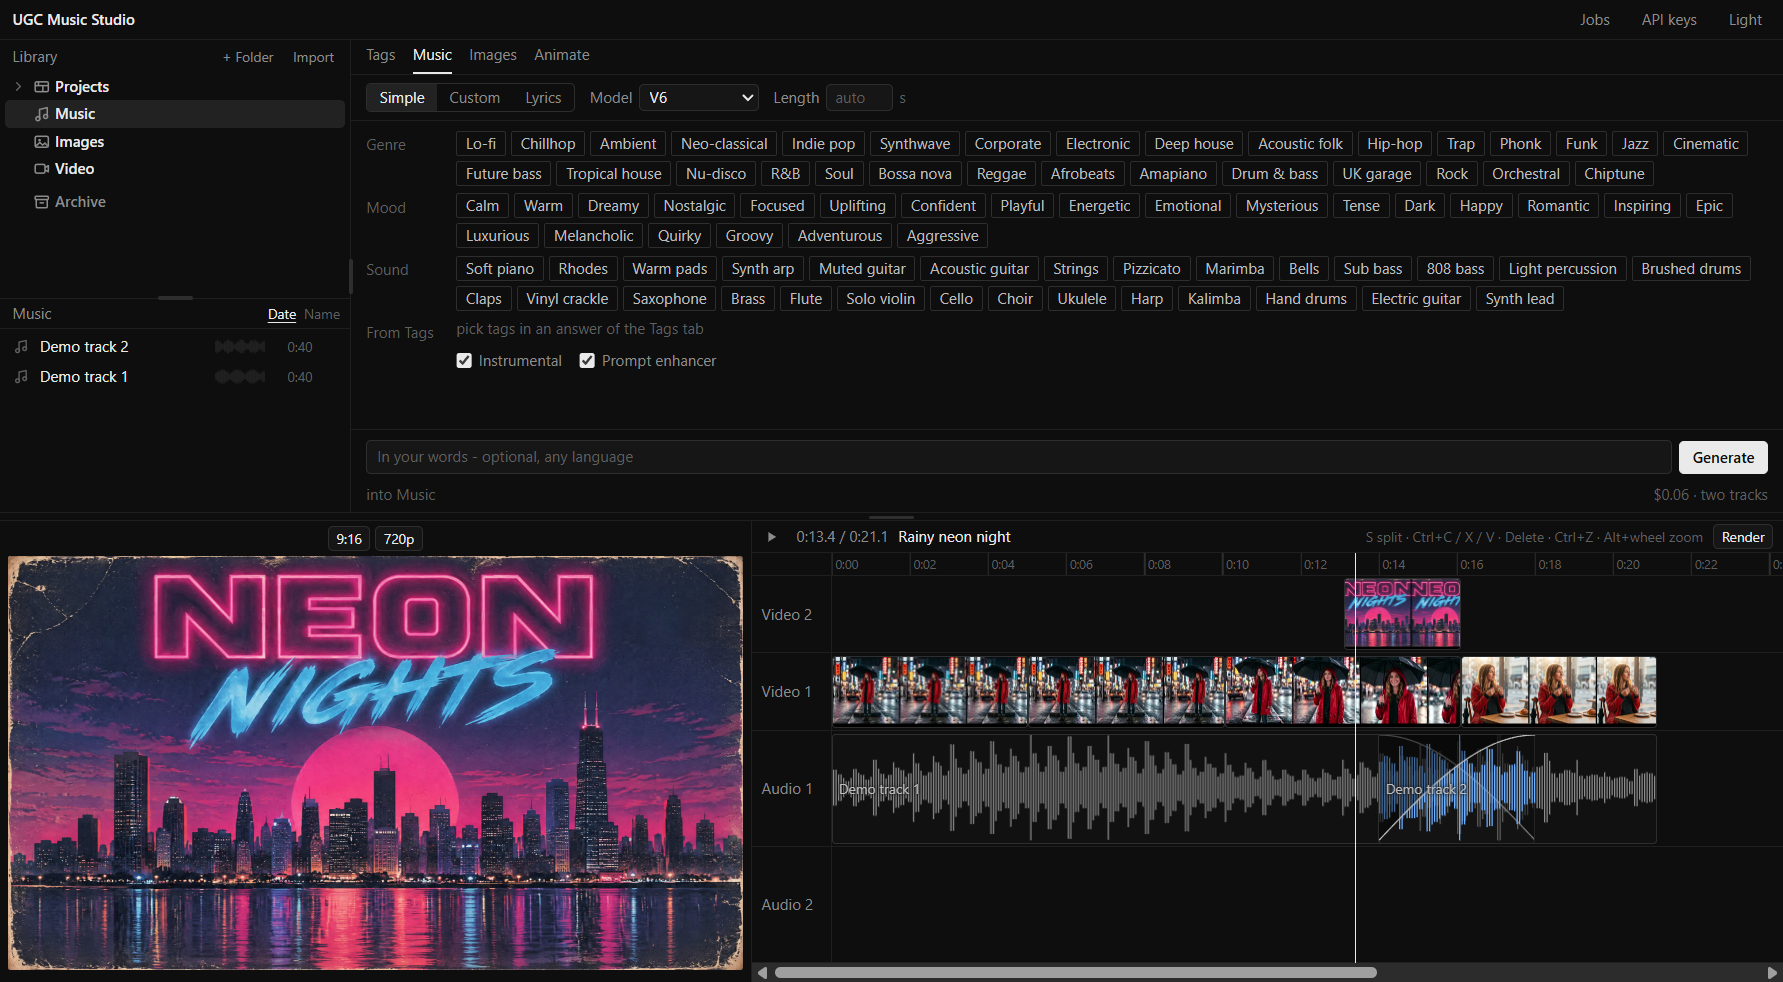 UGC Music Studio
Jobs API keys Light
Library + Folder Import
Projects
Music
Images
Video
Archive
Music Date Name
Demo track 2 0:40
Demo track 1 0:40
Tags Music Images Animate
Simple Custom Lyrics Model V6 Length auto s
Genre Lo-fi Chillhop Ambient Neo-classical Indie pop Synthwave Corporate Electronic Deep house Acoustic folk Hip-hop Trap Phonk Funk Jazz Cinematic
Future bass Tropical house Nu-disco R&B Soul Bossa nova Reggae Afrobeats Amapiano Drum & bass UK garage Rock Orchestral Chiptune
Mood Calm Warm Dreamy Nostalgic Focused Uplifting Confident Playful Energetic Emotional Mysterious Tense Dark Happy Romantic Inspiring Epic
Luxurious Melancholic Quirky Groovy Adventurous Aggressive
Sound Soft piano Rhodes Warm pads Synth arp Muted guitar Acoustic guitar Strings Pizzicato Marimba Bells Sub bass 808 bass Light percussion Brushed drums
Claps Vinyl crackle Saxophone Brass Flute Solo violin Cello Choir Ukulele Harp Kalimba Hand drums Electric guitar Synth lead
From Tags pick tags in an answer of the Tags tab
Instrumental Prompt enhancer
In your words - optional, any language Generate
into Music $0.06 · two tracks
9:16 720p
NEON
NIGHTS
0:13.4 / 0:21.1 Rainy neon night S split · Ctrl+C / X / V · Delete · Ctrl+Z · Alt+wheel zoom Render
0:00 0:02 0:04 0:06 0:08 0:10 0:12 0:14 0:16 0:18 0:20 0:22
Video 2
NEON NEON
NIGHTS NIGHT
Video 1
Audio 1 Demo track 1 Demo track 2
Audio 2